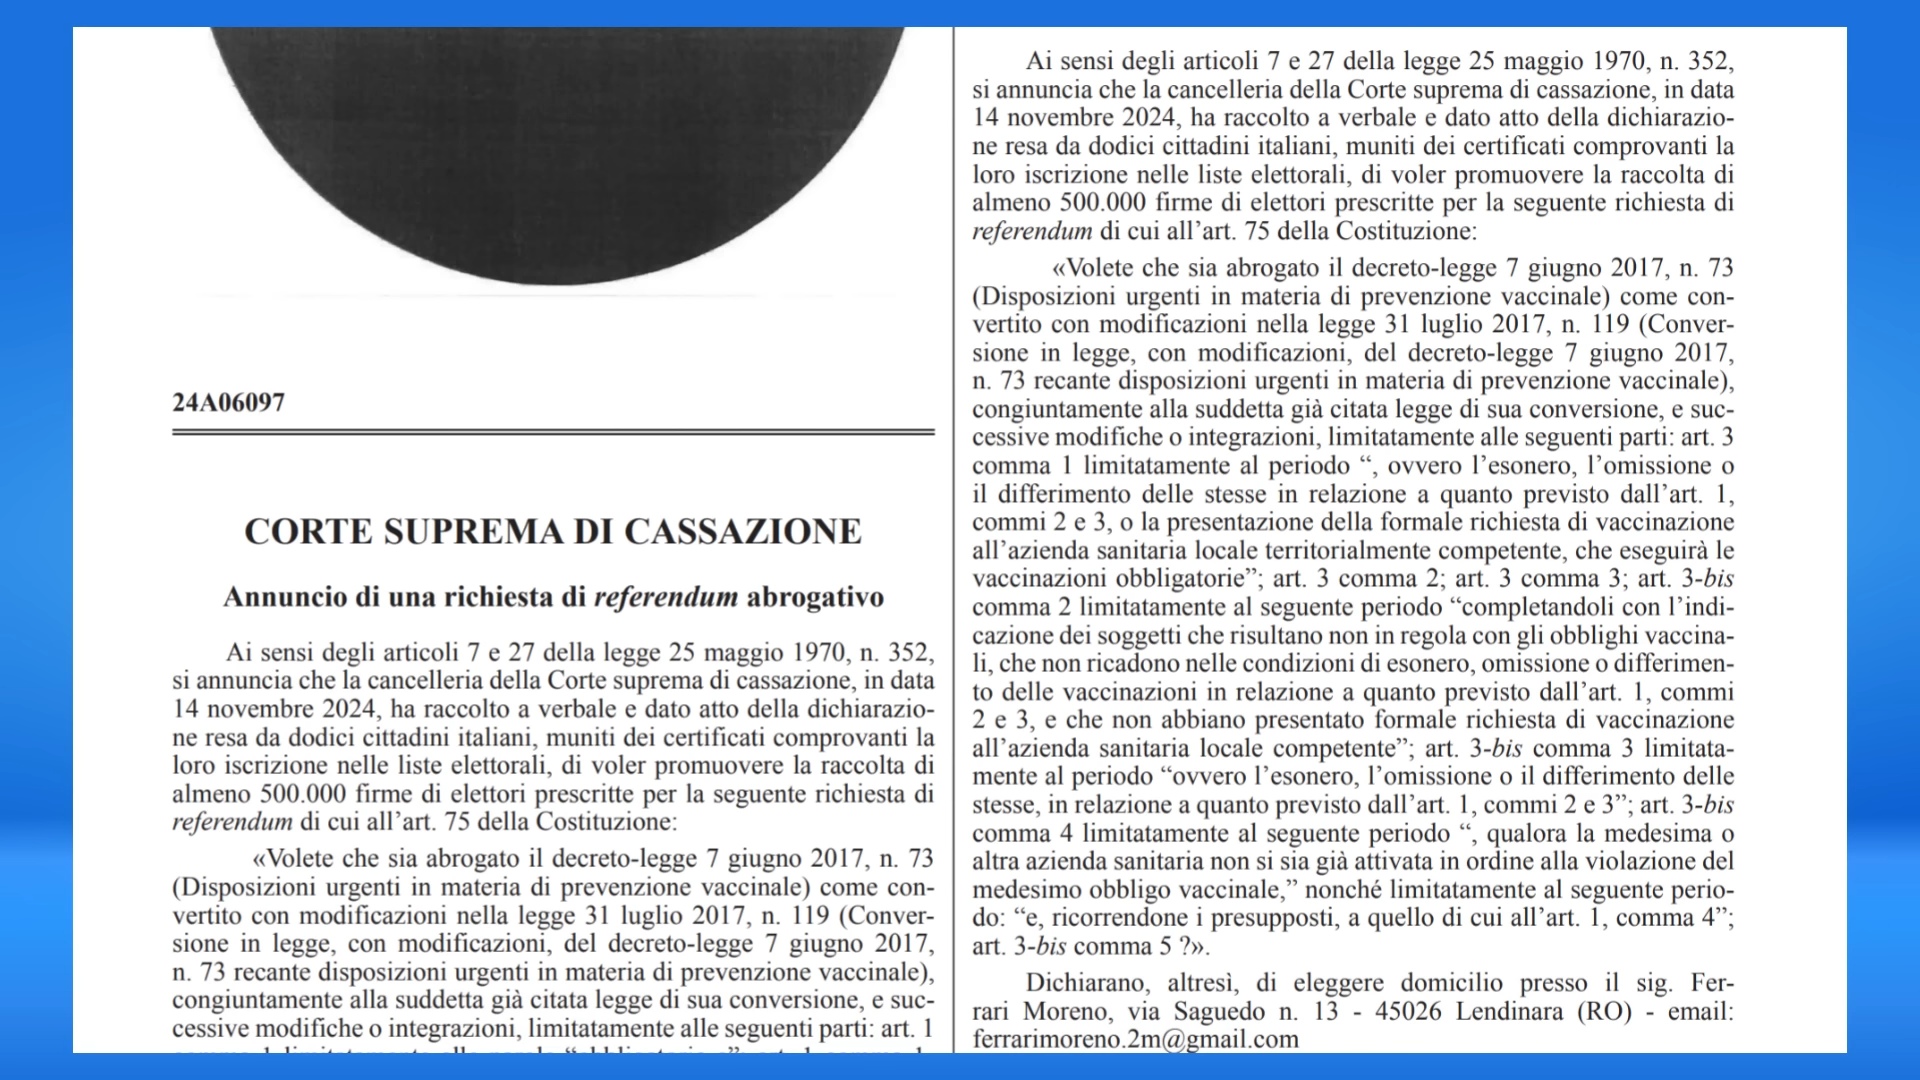 24A06097
CORTE SUPREMA DI CASSAZIONE
Annuncio di una richiesta di referendum abrogativo
Ai sensi degli articoli 7 e 27 della legge 25 maggio 1970, n. 352,
si annuncia che la cancelleria della Corte suprema di cassazione, in data
14 novembre 2024, ha raccolto a verbale e dato atto della dichiarazio-
ne resa da dodici cittadini italiani, muniti dei certificati comprovanti la
loro iscrizione nelle liste elettorali, di voler promuovere la raccolta di
almeno 500.000 firme di elettori prescritte per la seguente richiesta di
referendum di cui all’art. 75 della Costituzione:
«Volete che sia abrogato il decreto-legge 7 giugno 2017, n. 73
(Disposizioni urgenti in materia di prevenzione vaccinale) come con-
vertito con modificazioni nella legge 31 luglio 2017, n. 119 (Conver-
sione in legge, con modificazioni, del decreto-legge 7 giugno 2017,
n. 73 recante disposizioni urgenti in materia di prevenzione vaccinale),
congiuntamente alla suddetta già citata legge di sua conversione, e suc-
cessive modifiche o integrazioni, limitatamente alle seguenti parti: art. 1
Ai sensi degli articoli 7 e 27 della legge 25 maggio 1970, n. 352,
si annuncia che la cancelleria della Corte suprema di cassazione, in data
14 novembre 2024, ha raccolto a verbale e dato atto della dichiarazio-
ne resa da dodici cittadini italiani, muniti dei certificati comprovanti la
loro iscrizione nelle liste elettorali, di voler promuovere la raccolta di
almeno 500.000 firme di elettori prescritte per la seguente richiesta di
referendum di cui all’art. 75 della Costituzione:
«Volete che sia abrogato il decreto-legge 7 giugno 2017, n. 73
(Disposizioni urgenti in materia di prevenzione vaccinale) come con-
vertito con modificazioni nella legge 31 luglio 2017, n. 119 (Conver-
sione in legge, con modificazioni, del decreto-legge 7 giugno 2017,
n. 73 recante disposizioni urgenti in materia di prevenzione vaccinale),
congiuntamente alla suddetta già citata legge di sua conversione, e suc-
cessive modifiche o integrazioni, limitatamente alle seguenti parti: art. 3
comma 1 limitatamente al periodo “, ovvero l’esonero, l’omissione o
il differimento delle stesse in relazione a quanto previsto dall’art. 1,
commi 2 e 3, o la presentazione della formale richiesta di vaccinazione
all’azienda sanitaria locale territorialmente competente, che eseguirà le
vaccinazioni obbligatorie”; art. 3 comma 2; art. 3 comma 3; art. 3-bis
comma 2 limitatamente al seguente periodo “completandoli con l’indi-
cazione dei soggetti che risultano non in regola con gli obblighi vaccina-
li, che non ricadono nelle condizioni di esonero, omissione o differimen-
to delle vaccinazioni in relazione a quanto previsto dall’art. 1, commi
2 e 3, e che non abbiano presentato formale richiesta di vaccinazione
all’azienda sanitaria locale competente”; art. 3-bis comma 3 limitata-
mente al periodo “ovvero l’esonero, l’omissione o il differimento delle
stesse, in relazione a quanto previsto dall’art. 1, commi 2 e 3”; art. 3-bis
comma 4 limitatamente al seguente periodo “, qualora la medesima o
altra azienda sanitaria non si sia già attivata in ordine alla violazione del
medesimo obbligo vaccinale,” nonché limitatamente al seguente perio-
do: “e, ricorrendone i presupposti, a quello di cui all’art. 1, comma 4”;
art. 3-bis comma 5 ?».
Dichiarano, altresì, di eleggere domicilio presso il sig. Fer-
rari Moreno, via Saguedo n. 13 - 45026 Lendinara (RO) - email:
ferrarimoreno.2m@gmail.com